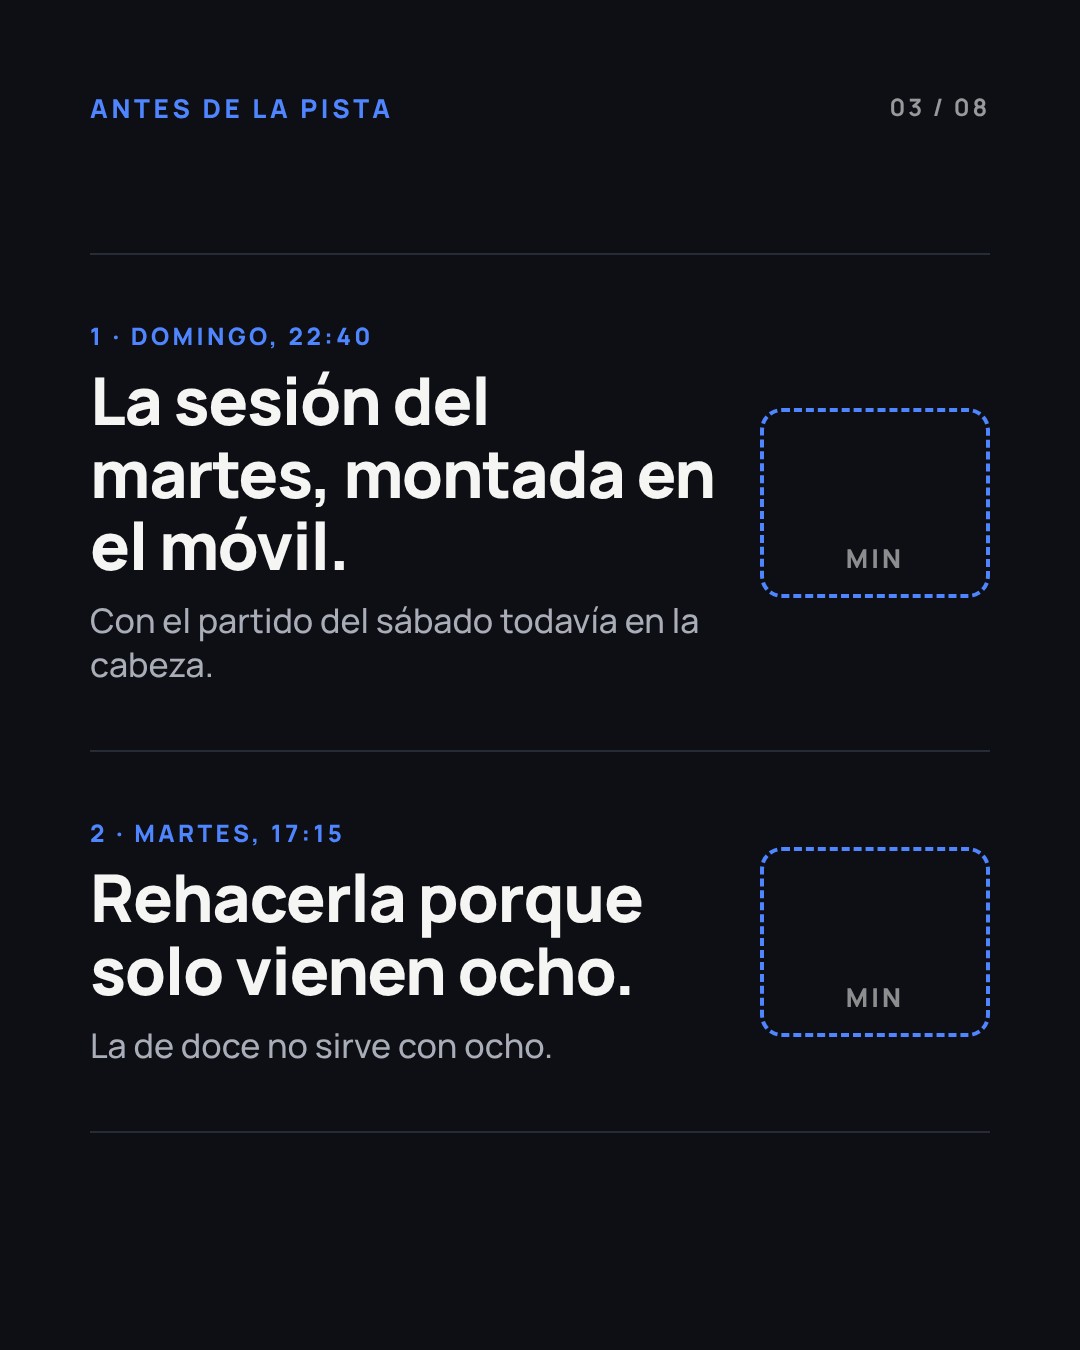 ANTES DE LA PISTA
03 / 08
1 · DOMINGO, 22:40
La sesión del
martes, montada en
el móvil.
Con el partido del sábado todavía en la
cabeza.
MIN
2 · MARTES, 17:15
Rehacerla porque
solo vienen ocho.
La de doce no sirve con ocho.
MIN